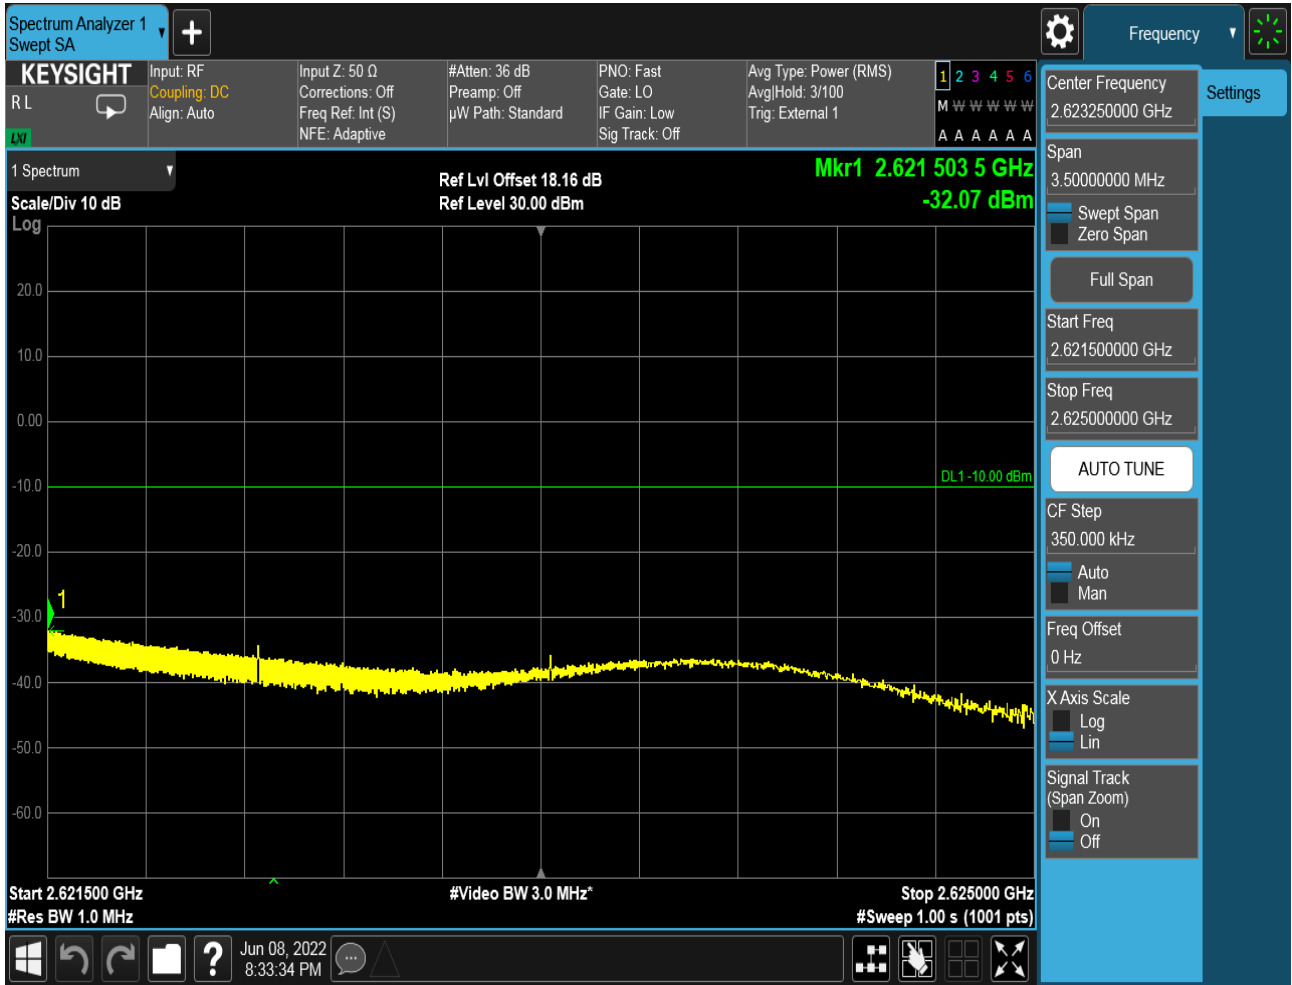 Spectrum Analyzer 1
Swept SA
Frequency
KEYSIGHT
R L
LXI
Input: RF
Coupling: DC
Align: Auto
Input Z: 50 Ω
Corrections: Off
Freq Ref: Int (S)
NFE: Adaptive
#Atten: 36 dB
Preamp: Off
µW Path: Standard
PNO: Fast
Gate: LO
IF Gain: Low
Sig Track: Off
Avg Type: Power (RMS)
Avg|Hold: 3/100
Trig: External 1
1 2 3 4 5 6
M W W W W W
A A A A A A
1 Spectrum
Scale/Div 10 dB
Log
Ref Lvl Offset 18.16 dB
Ref Level 30.00 dBm
Mkr1 2.621 503 5 GHz
-32.07 dBm
20.0
10.0
0.00
-10.0
DL1 -10.00 dBm
-20.0
1
-30.0
-40.0
-50.0
-60.0
Start 2.621500 GHz
#Video BW 3.0 MHz*
Stop 2.625000 GHz
#Res BW 1.0 MHz
#Sweep 1.00 s (1001 pts)
?
Jun 08, 2022
8:33:34 PM
Center Frequency
2.623250000 GHz
Settings
Span
3.50000000 MHz
Swept Span
Zero Span
Full Span
Start Freq
2.621500000 GHz
Stop Freq
2.625000000 GHz
AUTO TUNE
CF Step
350.000 kHz
Auto
Man
Freq Offset
0 Hz
X Axis Scale
Log
Lin
Signal Track
(Span Zoom)
On
Off